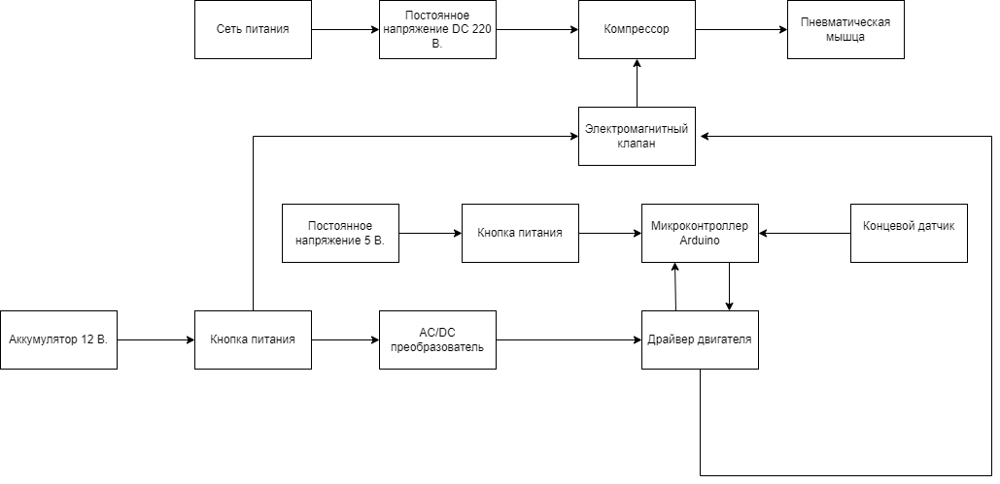 Сеть питания
Постоянное
напряжение DC 220
В.
Компрессор
Пневматическая
мышца
Электромагнитный
клапан
Постоянное
напряжение 5 В.
Кнопка питания
Микроконтроллер
Arduino
Концевой датчик
Аккумулятор 12 В.
Кнопка питания
AC/DC
преобразователь
Драйвер двигателя